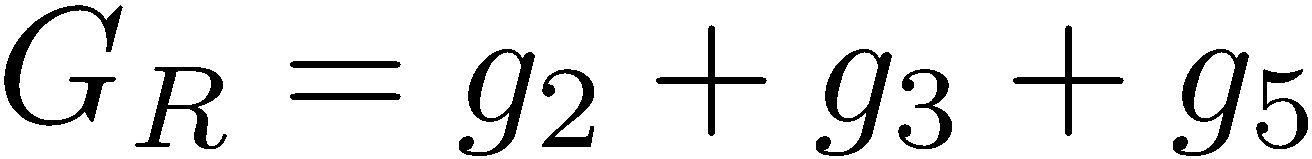 G_R = g_2 + g_3 + g_5